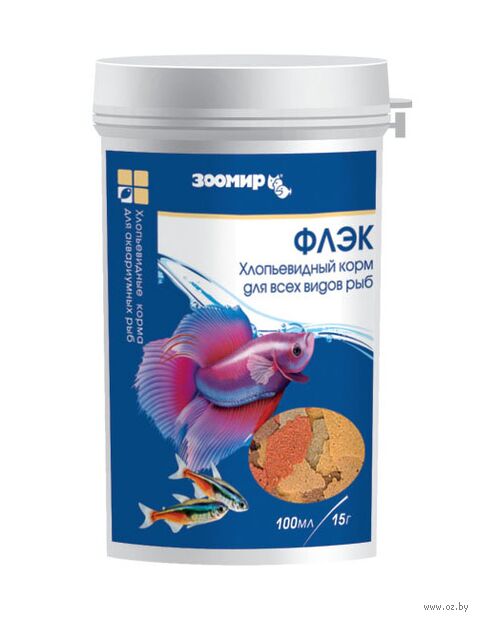 ЗООМИР
ФЛЭК
Хлопьевидный корм
для всех видов рыб
Хлопьевидные корма
для аквариумных рыб
100мл/15г
www.oz.by